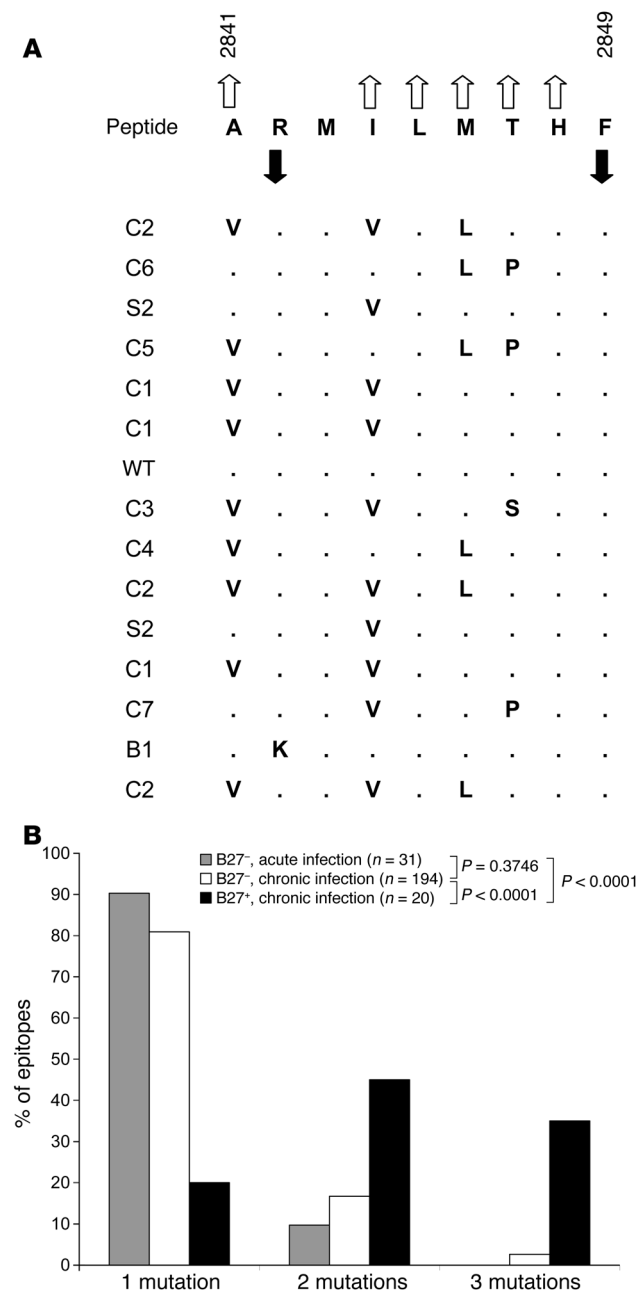 A
2841
2849
Peptide A R M I L M T H F
C2 V . . V . L . . .
C6 . . . . . L P . .
S2 . . . V . . . . .
C5 V . . . . L P . .
C1 V . . V . . . . .
C1 V . . V . . . . .
WT . . . . . . . . .
C3 V . . V . . S . .
C4 V . . . . L . . .
C2 V . . V . L . . .
S2 . . . V . . . . .
C1 V . . V . . . . .
C7 . . . V . . P . .
B1 . K . . . . . . .
C2 V . . V . L . . .
B
% of epitopes
100
90
80
70
60
50
40
30
20
10
0
B27⁻, acute infection (n = 31)
B27⁻, chronic infection (n = 194)
B27⁺, chronic infection (n = 20)
P = 0.3746
P < 0.0001
P < 0.0001
1 mutation
2 mutations
3 mutations